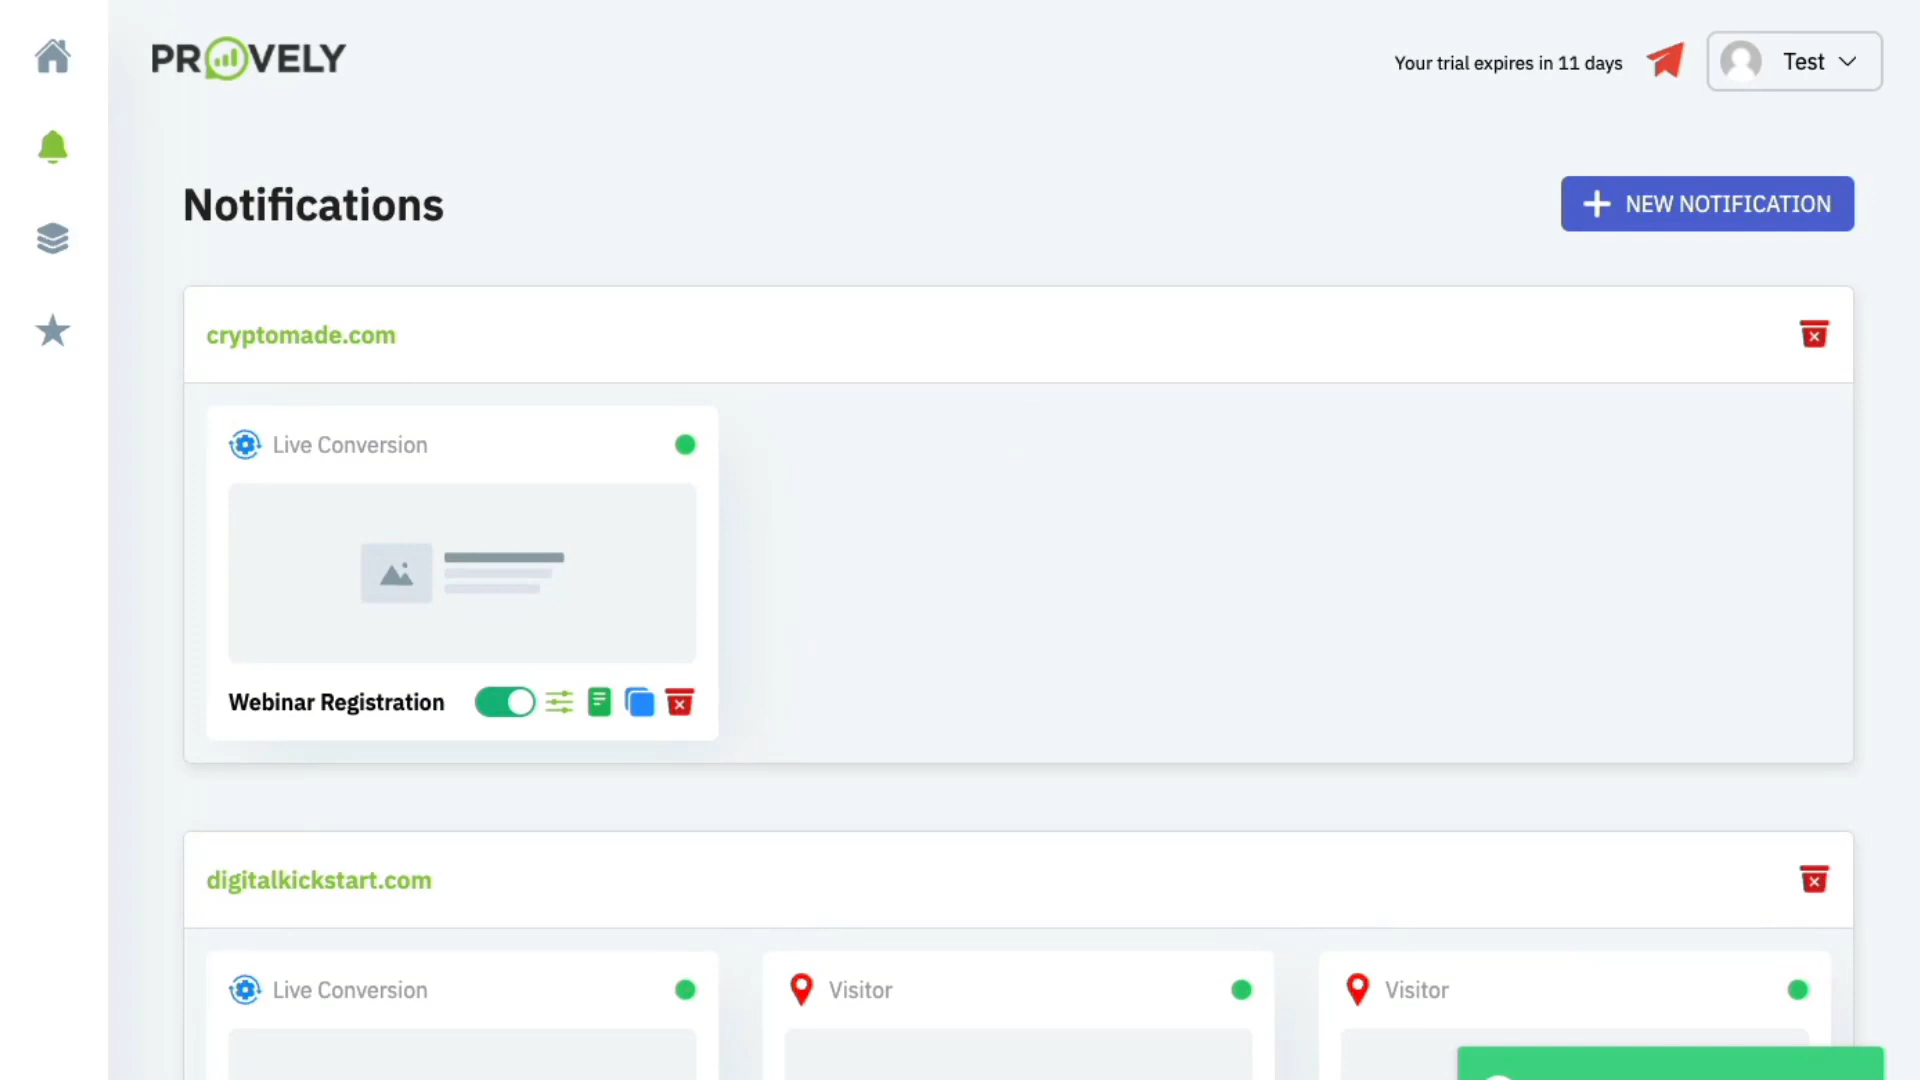 PROVELY
Your trial expires in 11 days
Test
Notifications
NEW NOTIFICATION
cryptomade.com
Live Conversion
Webinar Registration
digitalkickstart.com
Live Conversion
Visitor
Visitor